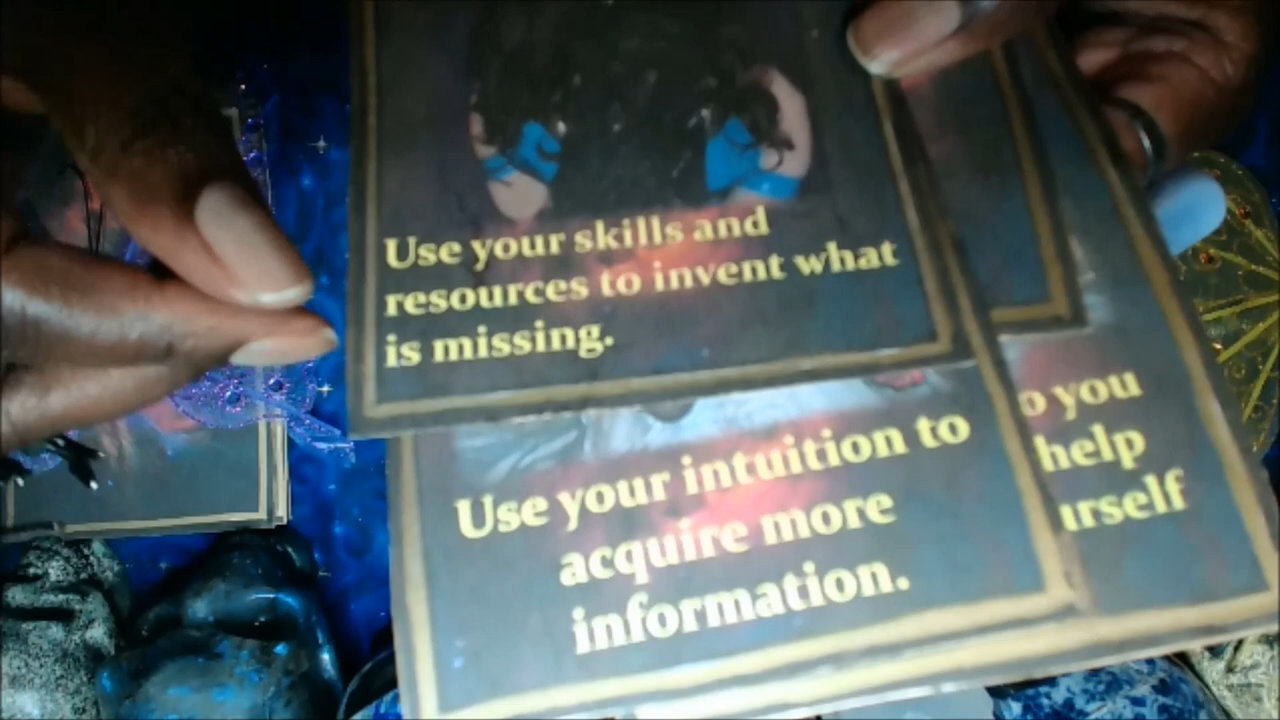 Use your skills and
resources to invent what
is missing.
Use your intuition to
acquire more
information.
you
help